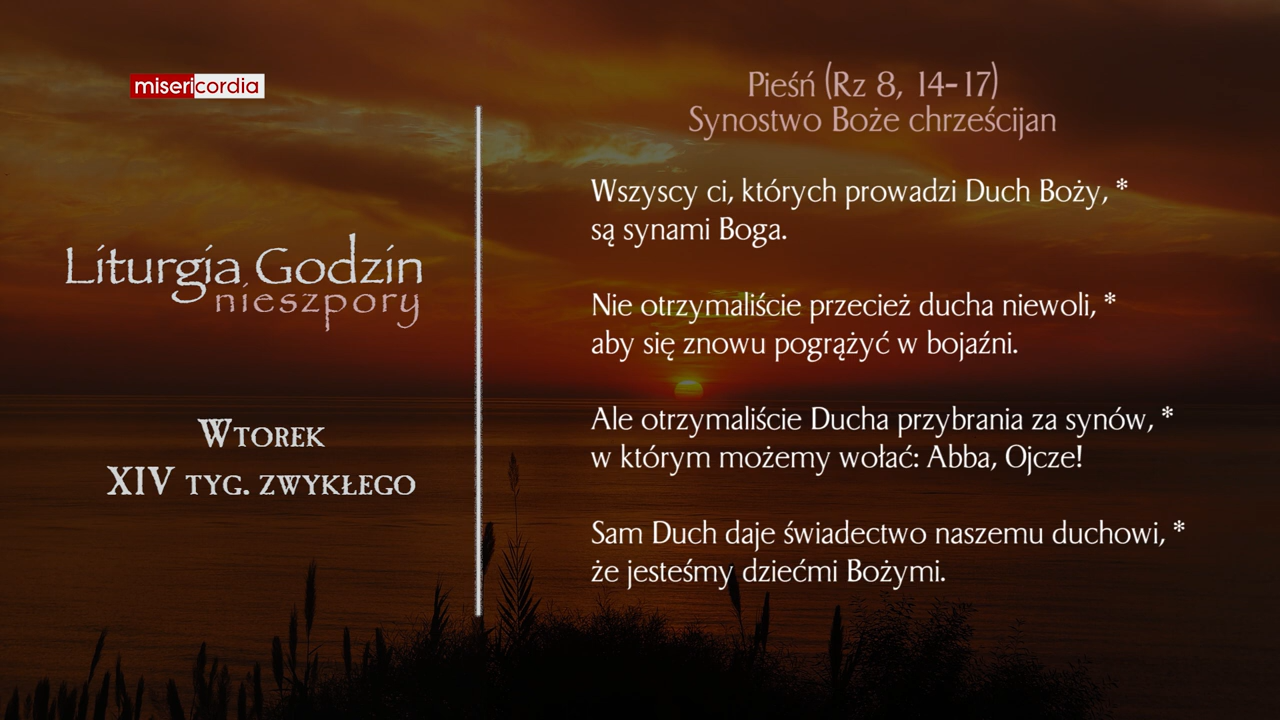 misericordia
Liturgia Godzin
nieszpory
Wtorek
XIV tyg. zwykłego
Pieśń (Rz 8, 14-17)
Synostwo Boże chrześcijan
Wszyscy ci, których prowadzi Duch Boży, *
są synami Boga.
Nie otrzymaliście przecież ducha niewoli, *
aby się znowu pogrążyć w bojaźni.
Ale otrzymaliście Ducha przybrania za synów, *
w którym możemy wołać: Abba, Ojcze!
Sam Duch daje świadectwo naszemu duchowi, *
że jesteśmy dziećmi Bożymi.